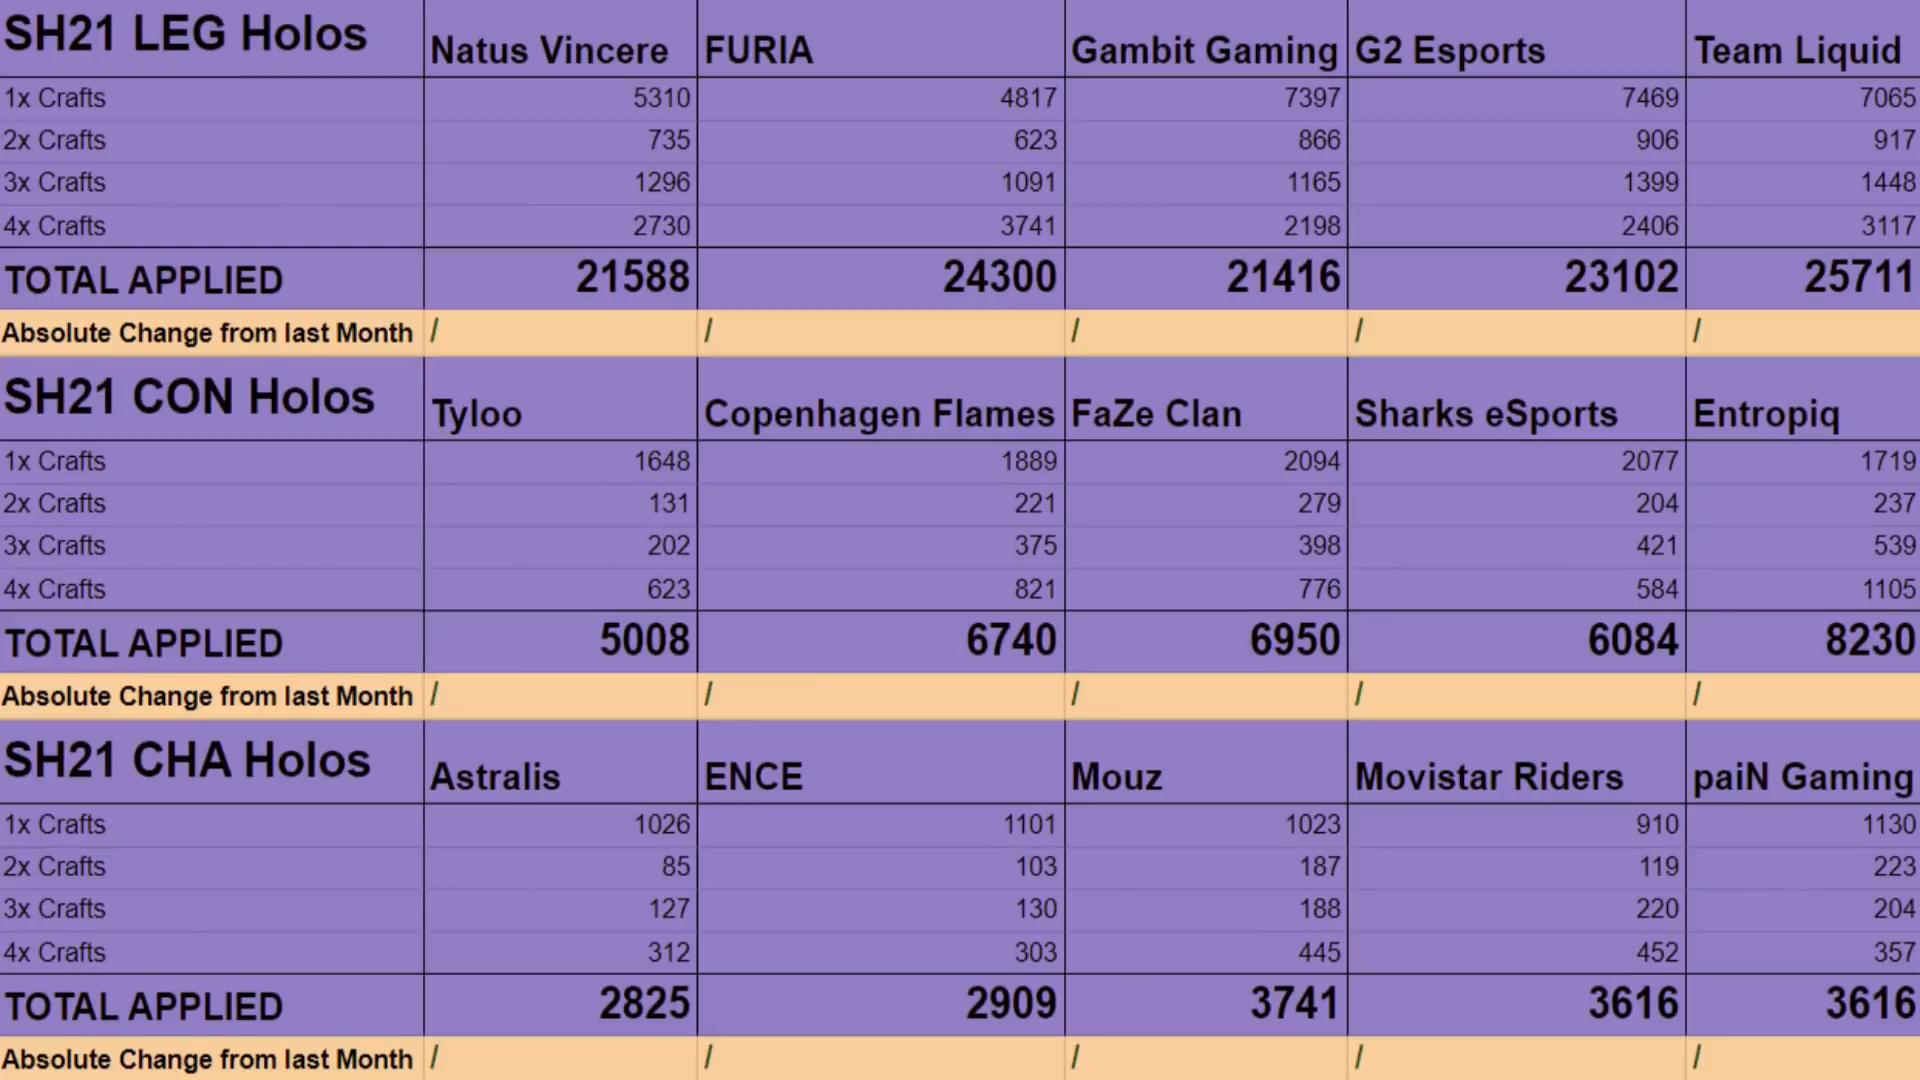 SH21 LEG Holos Natus Vincere FURIA Gambit Gaming G2 Esports Team Liquid
1x Crafts 5310 4817 7397 7469 7065
2x Crafts 735 623 866 906 917
3x Crafts 1296 1091 1165 1399 1448
4x Crafts 2730 3741 2198 2406 3117
TOTAL APPLIED 21588 24300 21416 23102 25711
Absolute Change from last Month / / / / /
SH21 CON Holos Tyloo Copenhagen Flames FaZe Clan Sharks eSports Entropiq
1x Crafts 1648 1889 2094 2077 1719
2x Crafts 131 221 279 204 237
3x Crafts 202 375 398 421 539
4x Crafts 623 821 776 584 1105
TOTAL APPLIED 5008 6740 6950 6084 8230
Absolute Change from last Month / / / / /
SH21 CHA Holos Astralis ENCE Mouz Movistar Riders paiN Gaming
1x Crafts 1026 1101 1023 910 1130
2x Crafts 85 103 187 119 223
3x Crafts 127 130 188 220 204
4x Crafts 312 303 445 452 357
TOTAL APPLIED 2825 2909 3741 3616 3616
Absolute Change from last Month / / / / /